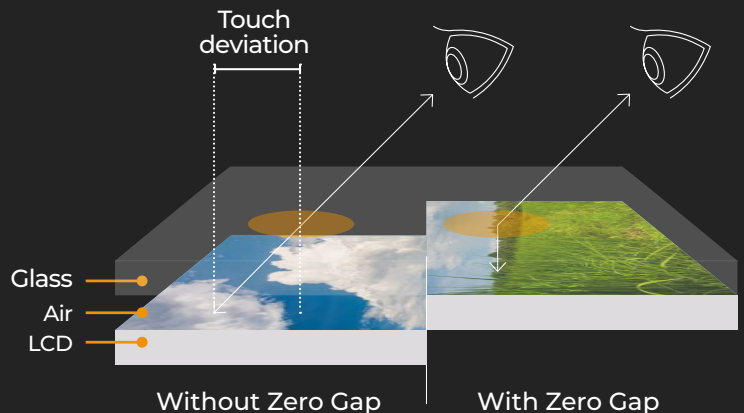 Touch
deviation
Glass
Air
LCD
Without Zero Gap
With Zero Gap